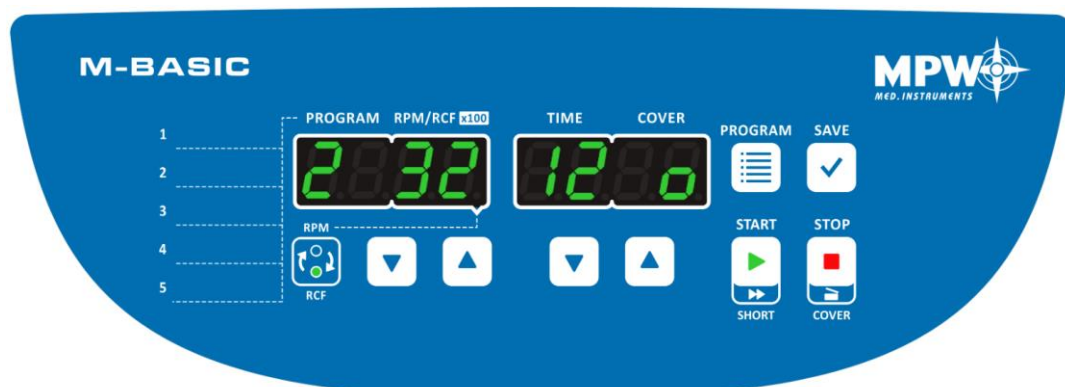 M-BASIC
MPW
MED. INSTRUMENTS
PROGRAM RPM/RCF x100 TIME COVER
PROGRAM SAVE
1
2
3
4
5
2 32 12 o
RPM
RCF
START STOP
SHORT COVER